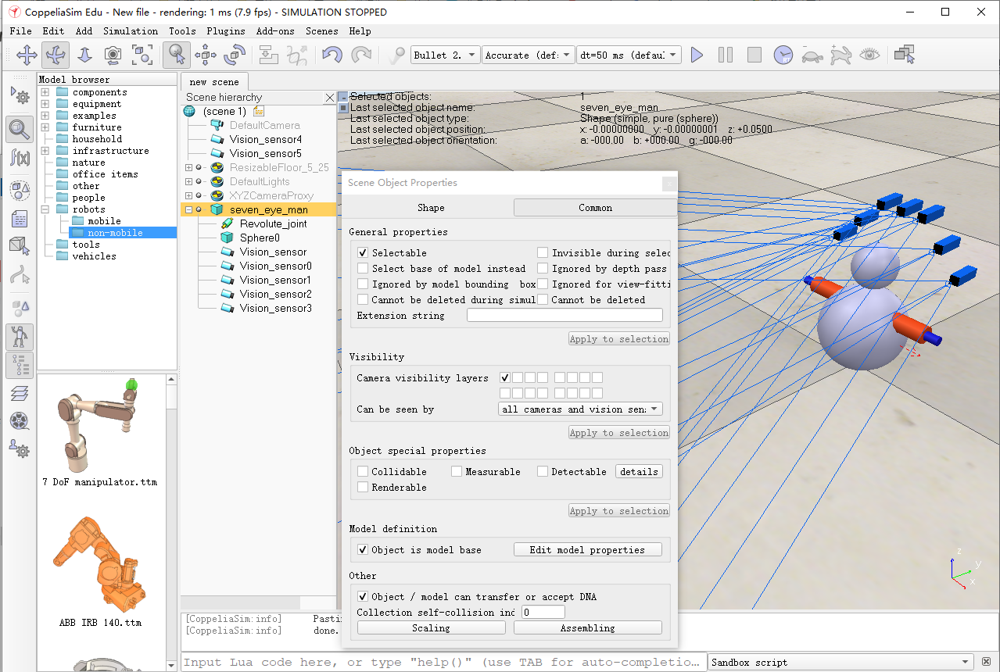 CoppeliaSim Edu - New file - rendering: 1 ms (7.9 fps) - SIMULATION STOPPED
File Edit Add Simulation Tools Plugins Add-ons Scenes Help
Bullet 2. Accurate (def: dt=50 ms (defau
Model browser
components
equipment
examples
furniture
household
infrastructure
nature
office items
other
people
robots
mobile
non-mobile
tools
vehicles
7 DoF manipulator.ttm
ABB IRB 140.ttm
new scene
Scene hierarchy
(scene 1)
DefaultCamera
Vision_sensor4
Vision_sensor5
ResizableFloor_5_25
DefaultLights
XYZCameraProxy
seven_eye_man
Revolute_joint
Sphere0
Vision_sensor
Vision_sensor0
Vision_sensor1
Vision_sensor2
Vision_sensor3
Selected objects: 1
Last selected object name: seven_eye_man
Last selected object type: Shape (simple, pure (sphere))
Last selected object position: x: -0.00000000 y: -0.00000001 z: +0.0500
Last selected object orientation: a: -000.00 b: +000.00 g: -000.00
Scene Object Properties
Shape Common
General properties
Selectable Invisible during selec
Select base of model instead Ignored by depth pass
Ignored by model bounding box Ignored for view-fitti
Cannot be deleted during simul Cannot be deleted
Extension string
Apply to selection
Visibility
Camera visibility layers
Can be seen by all cameras and vision sen:
Apply to selection
Object special properties
Collidable Measurable Detectable details
Renderable
Apply to selection
Model definition
Object is model base Edit model properties
Other
Object / model can transfer or accept DNA
Collection self-collision ind 0
Scaling Assembling
z
y
x
[CoppeliaSim:info] Pasti
[CoppeliaSim:info] done.
Input Lua code here, or type "help()" (use TAB for auto-completio... Sandbox script